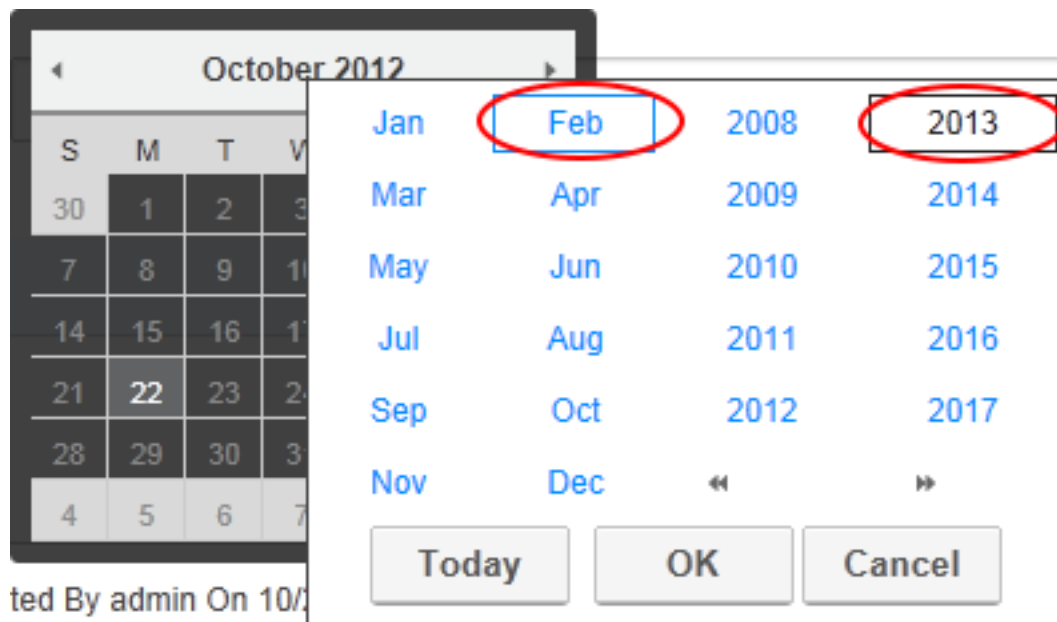 October 2012
S M T
30 1 2 3
7 8 9
14 15 16
21 22 23
28 29 30
4 5 6 7
Jan Feb 2008 2013
Mar Apr 2009 2014
May Jun 2010 2015
Jul Aug 2011 2016
Sep Oct 2012 2017
Nov Dec
Today OK Cancel
ted By admin On 10/